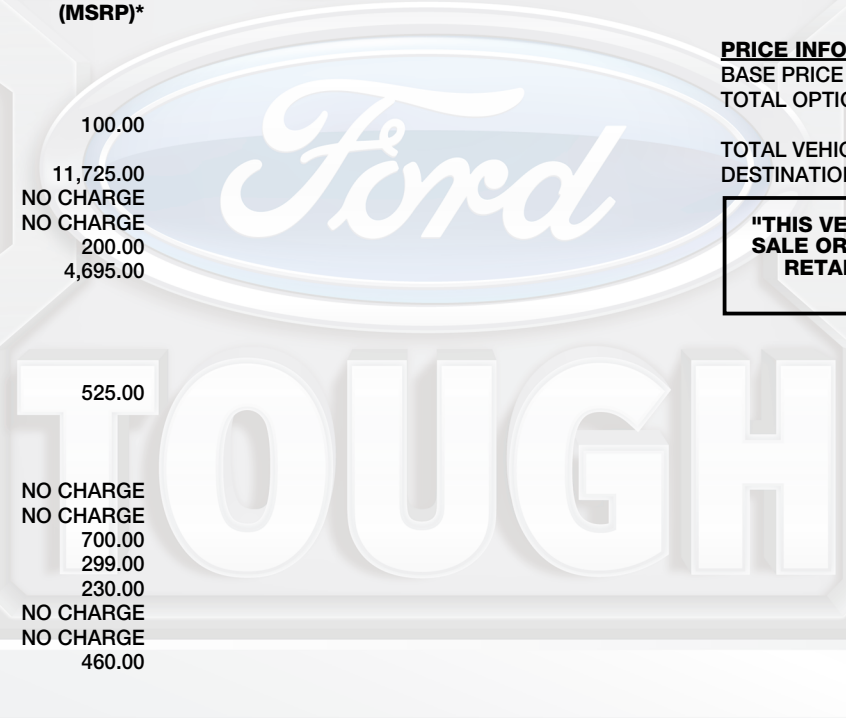 (MSRP)*
100.00
11,725.00
NO CHARGE
NO CHARGE
200.00
4,695.00
525.00
NO CHARGE
NO CHARGE
700.00
299.00
230.00
NO CHARGE
NO CHARGE
460.00
Ford
TOUGH
PRICE INFO
BASE PRICE
TOTAL OPTIO
TOTAL VEHIC
DESTINATION
"THIS VE
SALE OR
RETAI